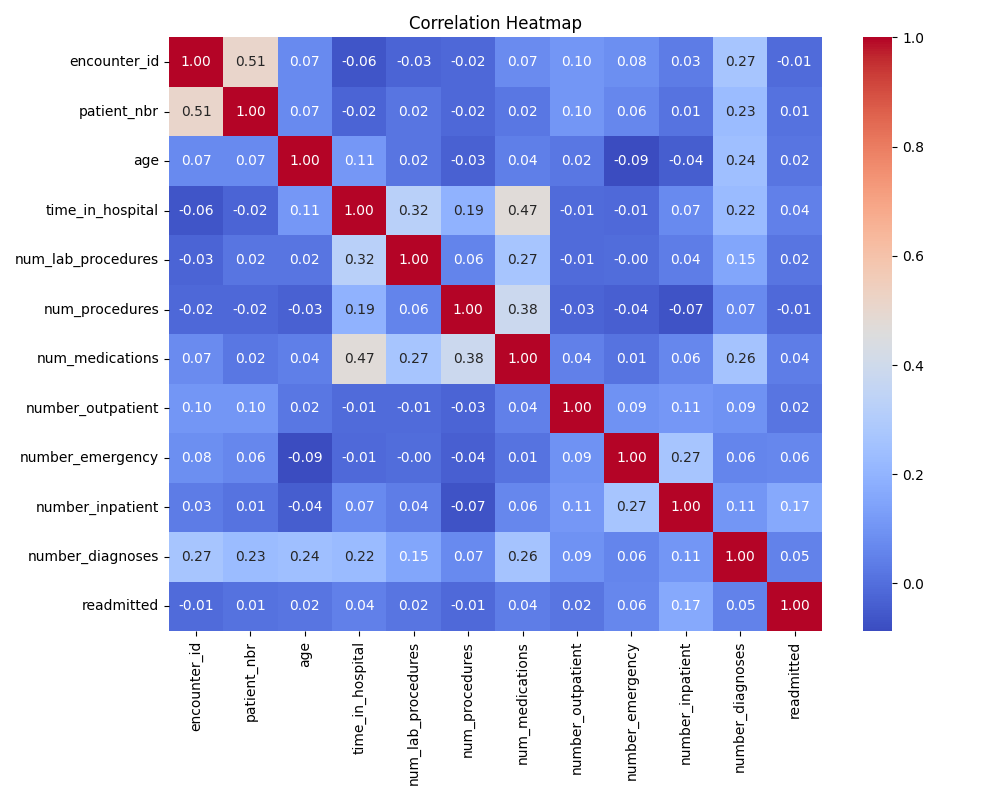 Correlation Heatmap
encounter_id 1.00 0.51 0.07 -0.06 -0.03 -0.02 0.07 0.10 0.08 0.03 0.27 -0.01
patient_nbr 0.51 1.00 0.07 -0.02 0.02 -0.02 0.02 0.10 0.06 0.01 0.23 0.01
age 0.07 0.07 1.00 0.11 0.02 -0.03 0.04 0.02 -0.09 -0.04 0.24 0.02
time_in_hospital -0.06 -0.02 0.11 1.00 0.32 0.19 0.47 -0.01 -0.01 0.07 0.22 0.04
num_lab_procedures -0.03 0.02 0.02 0.32 1.00 0.06 0.27 -0.01 -0.00 0.04 0.15 0.02
num_procedures -0.02 -0.02 -0.03 0.19 0.06 1.00 0.38 -0.03 -0.04 -0.07 0.07 -0.01
num_medications 0.07 0.02 0.04 0.47 0.27 0.38 1.00 0.04 0.01 0.06 0.26 0.04
number_outpatient 0.10 0.10 0.02 -0.01 -0.01 -0.03 0.04 1.00 0.09 0.11 0.09 0.02
number_emergency 0.08 0.06 -0.09 -0.01 -0.00 -0.04 0.01 0.09 1.00 0.27 0.06 0.06
number_inpatient 0.03 0.01 -0.04 0.07 0.04 -0.07 0.06 0.11 0.27 1.00 0.11 0.17
number_diagnoses 0.27 0.23 0.24 0.22 0.15 0.07 0.26 0.09 0.06 0.11 1.00 0.05
readmitted -0.01 0.01 0.02 0.04 0.02 -0.01 0.04 0.02 0.06 0.17 0.05 1.00
encounter_id
patient_nbr
age
time_in_hospital
num_lab_procedures
num_procedures
num_medications
number_outpatient
number_emergency
number_inpatient
number_diagnoses
readmitted
1.0
0.8
0.6
0.4
0.2
0.0